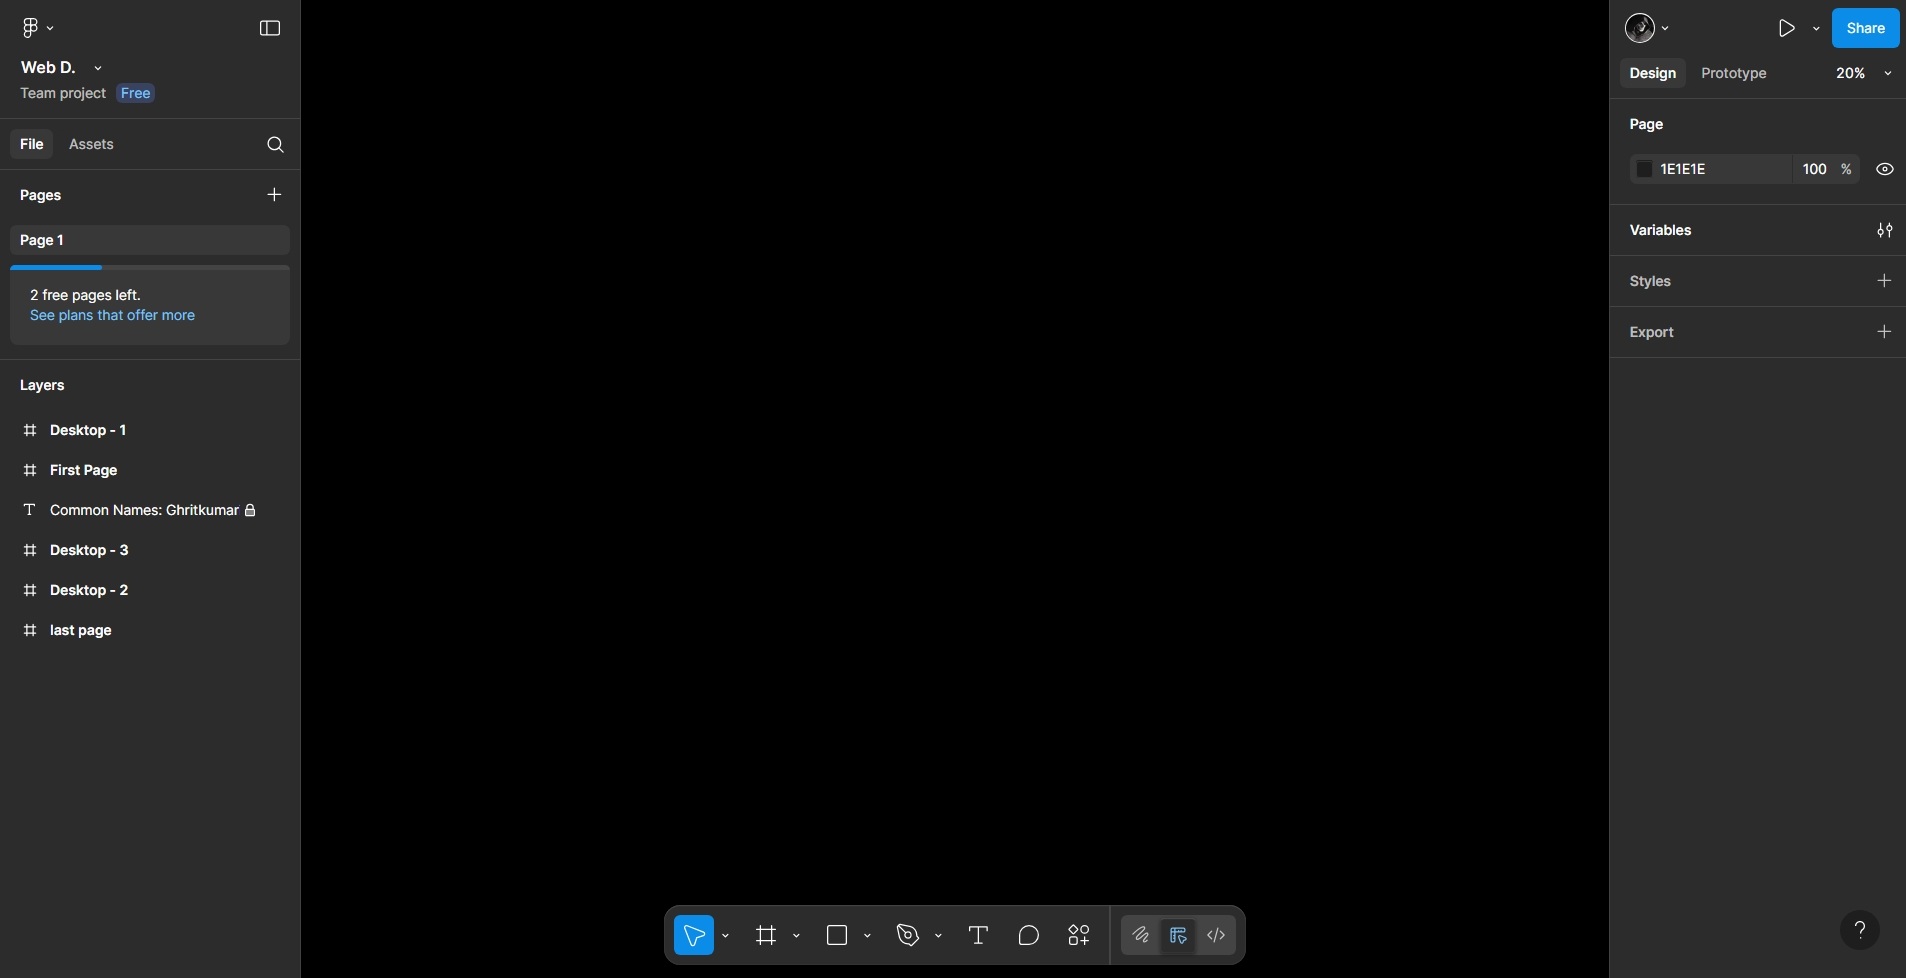 Web D.
Team project Free
File Assets
Pages
Page 1
2 free pages left.
See plans that offer more
Layers
Desktop - 1
First Page
Common Names: Ghritkumar
Desktop - 3
Desktop - 2
last page
Share
Design Prototype 20%
Page
1E1E1E 100 %
Variables
Styles
Export
?